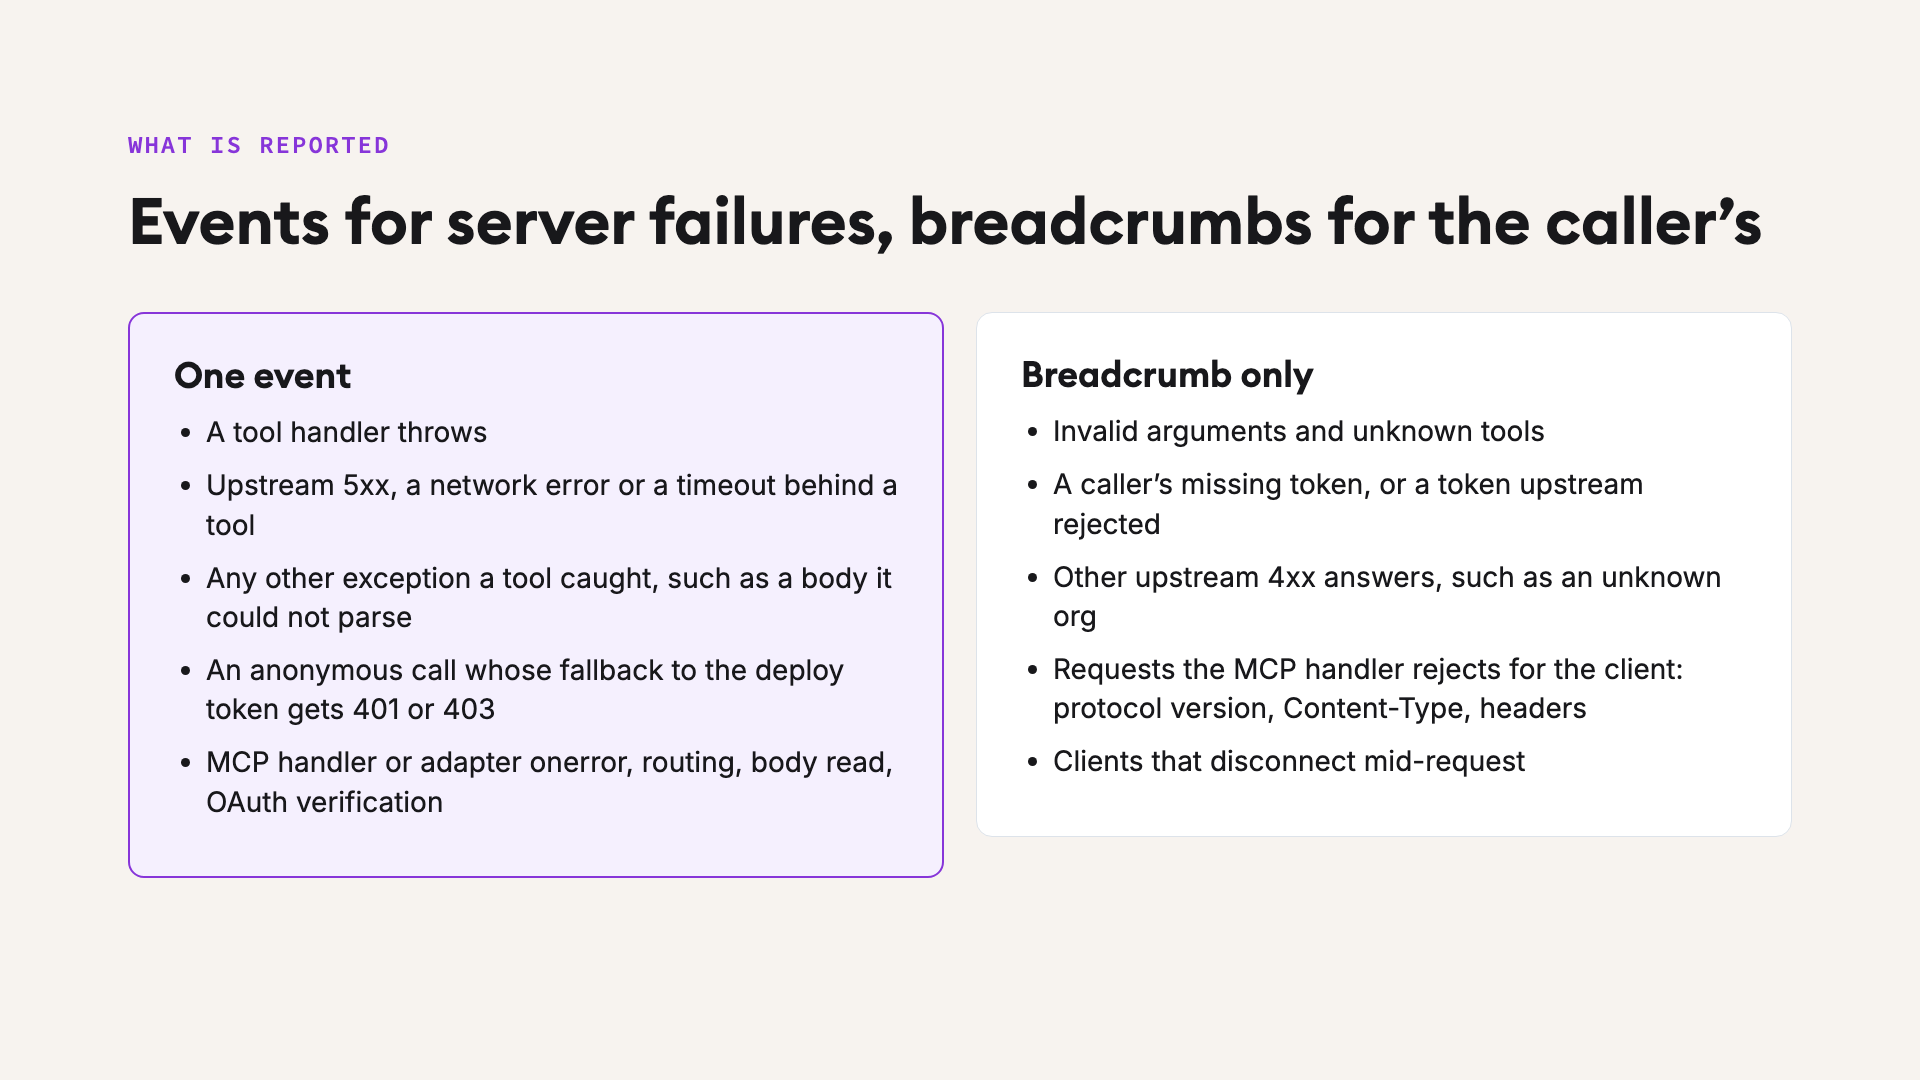 WHAT IS REPORTED
Events for server failures, breadcrumbs for the caller’s
One event
• A tool handler throws
• Upstream 5xx, a network error or a timeout behind a
tool
• Any other exception a tool caught, such as a body it
could not parse
• An anonymous call whose fallback to the deploy
token gets 401 or 403
• MCP handler or adapter onerror, routing, body read,
OAuth verification
Breadcrumb only
• Invalid arguments and unknown tools
• A caller’s missing token, or a token upstream
rejected
• Other upstream 4xx answers, such as an unknown
org
• Requests the MCP handler rejects for the client:
protocol version, Content-Type, headers
• Clients that disconnect mid-request